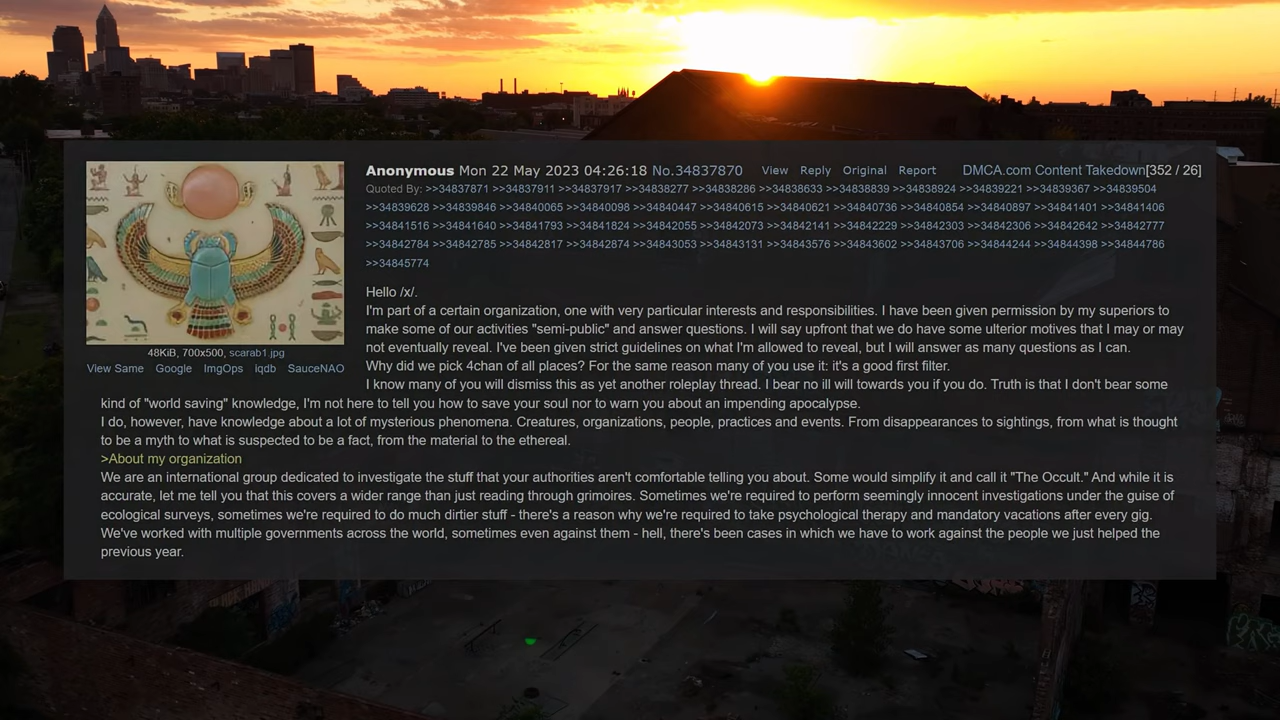 Anonymous Mon 22 May 2023 04:26:18 No.34837870 View Reply Original Report DMCA.com Content Takedown[352 / 26]
Quoted By: >>34837871 >>34837911 >>34837917 >>34838277 >>34838286 >>34838633 >>34838839 >>34838924 >>34839221 >>34839367 >>34839504
>>34839628 >>34839846 >>34840065 >>34840098 >>34840447 >>34840615 >>34840621 >>34840736 >>34840854 >>34840897 >>34841401 >>34841406
>>34841516 >>34841640 >>34841793 >>34841824 >>34842055 >>34842073 >>34842141 >>34842229 >>34842303 >>34842306 >>34842642 >>34842777
>>34842784 >>34842785 >>34842817 >>34842874 >>34843053 >>34843131 >>34843576 >>34843602 >>34843706 >>34844244 >>34844398 >>34844786
>>34845774
48KiB, 700x500, scarab1.jpg
View Same Google ImgOps iqdb SauceNAO
Hello /x/.
I'm part of a certain organization, one with very particular interests and responsibilities. I have been given permission by my superiors to
make some of our activities "semi-public" and answer questions. I will say upfront that we do have some ulterior motives that I may or may
not eventually reveal. I've been given strict guidelines on what I'm allowed to reveal, but I will answer as many questions as I can.
Why did we pick 4chan of all places? For the same reason many of you use it: it's a good first filter.
I know many of you will dismiss this as yet another roleplay thread. I bear no ill will towards you if you do. Truth is that I don't bear some
kind of "world saving" knowledge, I'm not here to tell you how to save your soul nor to warn you about an impending apocalypse.
I do, however, have knowledge about a lot of mysterious phenomena. Creatures, organizations, people, practices and events. From disappearances to sightings, from what is thought
to be a myth to what is suspected to be a fact, from the material to the ethereal.
>About my organization
We are an international group dedicated to investigate the stuff that your authorities aren't comfortable telling you about. Some would simplify it and call it "The Occult." And while it is
accurate, let me tell you that this covers a wider range than just reading through grimoires. Sometimes we're required to perform seemingly innocent investigations under the guise of
ecological surveys, sometimes we're required to do much dirtier stuff - there's a reason why we're required to take psychological therapy and mandatory vacations after every gig.
We've worked with multiple governments across the world, sometimes even against them - hell, there's been cases in which we have to work against the people we just helped the
previous year.